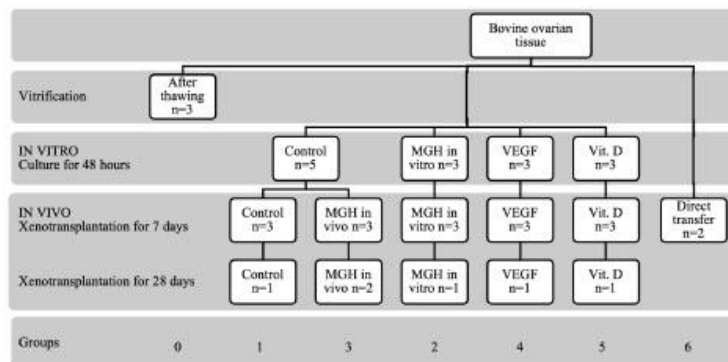 Bovine ovarian
tissue
Vitrification
After
thawing
n=3
IN VITRO
Culture for 48 hours
Control
n=5
MGH in
vitro n=3
VEGF
n=3
Vit. D
n=3
IN VIVO
Xenotransplantation for 7 days
Control
n=3
MGH in
vivo n=3
MGH in
vitro n=3
VEGF
n=3
Vit. D
n=3
Direct
transfer
n=2
Xenotransplantation for 28 days
Control
n=1
MGH in
vivo n=2
MGH in
vitro n=1
VEGF
n=1
Vit. D
n=1
Groups 0 1 3 2 4 5 6